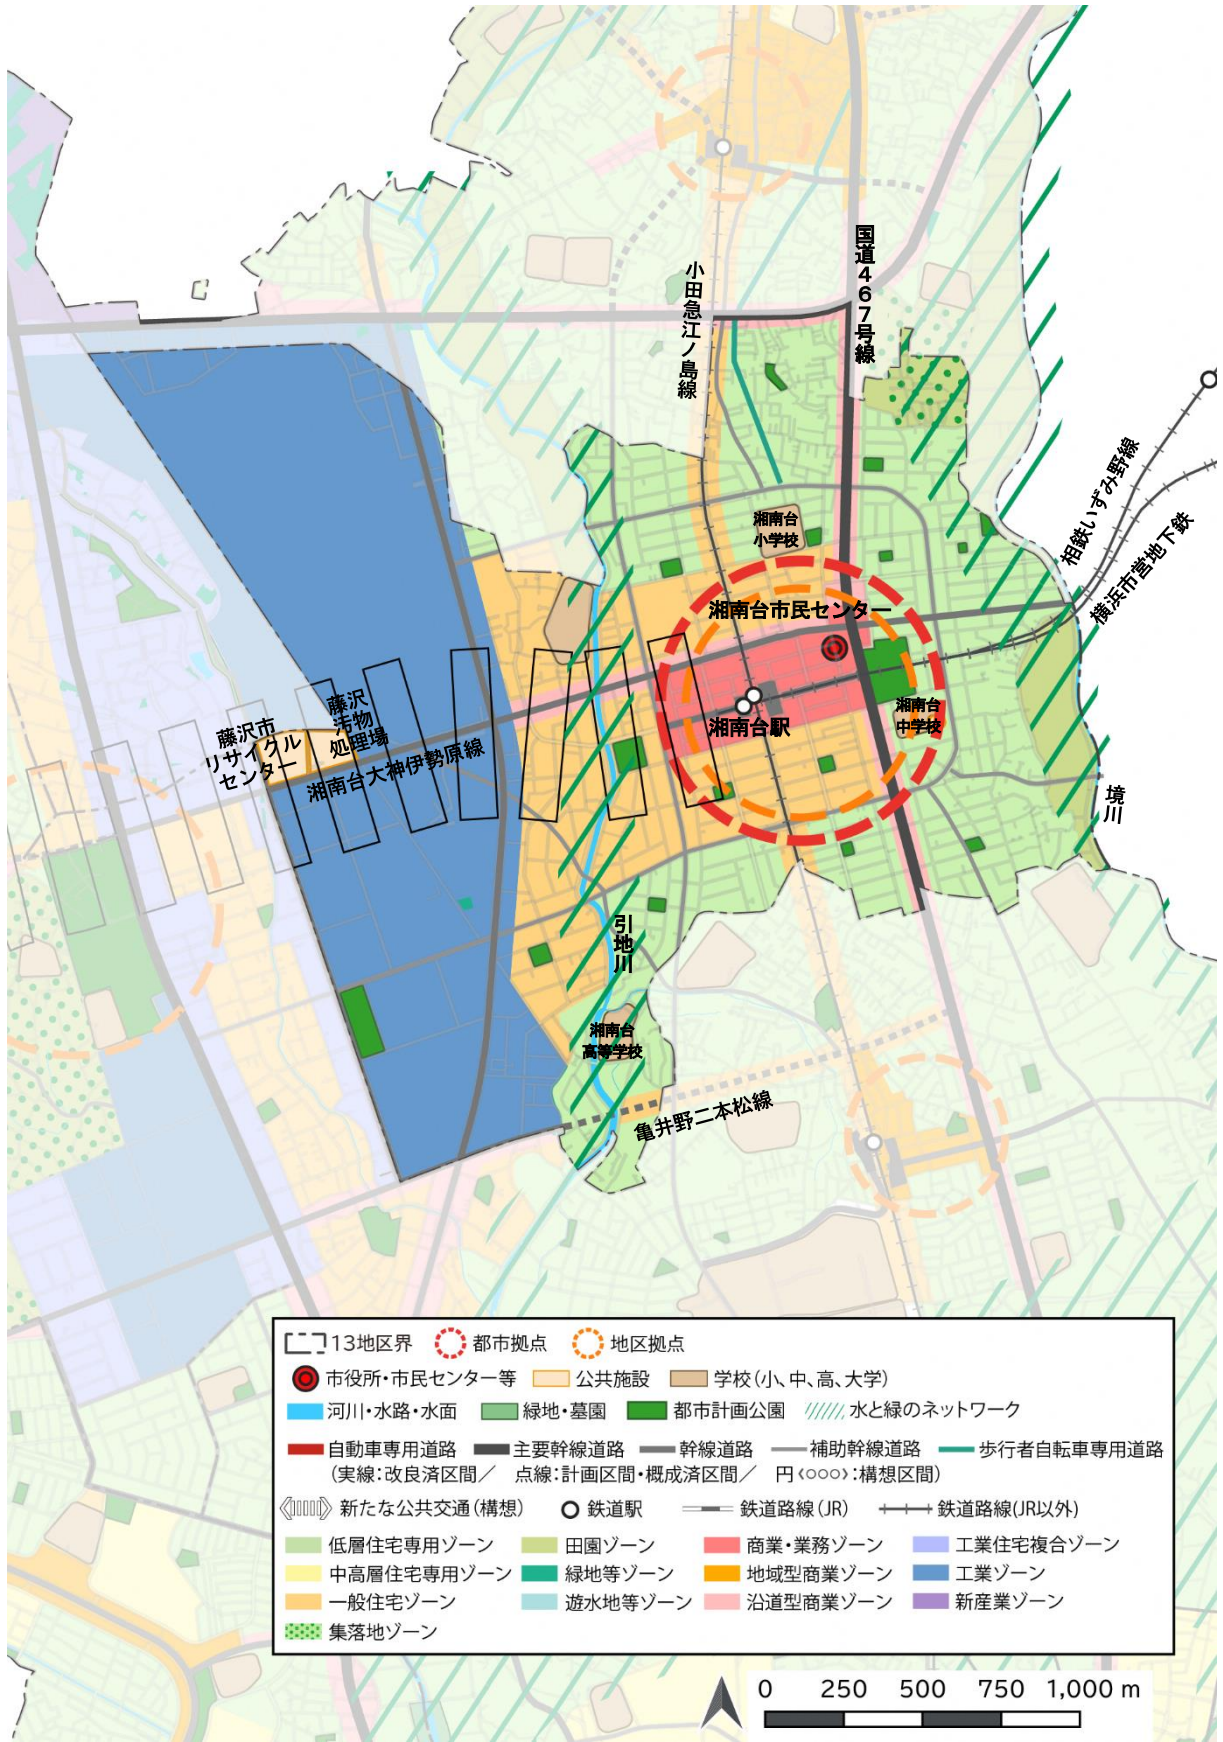 国道467号線
小田急江ノ島線
相鉄いずみ野線
横浜市営地下鉄
湘南台
小学校
湘南台市民センター
湘南台
中学校
湘南台駅
藤沢市
リサイクル
センター
藤沢
汚物
処理場
湘南台大神伊勢原線
境川
引地川
湘南台
高等学校
亀井野二本松線
13地区界 都市拠点 地区拠点
市役所・市民センター等 公共施設 学校(小、中、高、大学)
河川・水路・水面 緑地・墓園 都市計画公園 水と緑のネットワーク
自動車専用道路 主要幹線道路 幹線道路 補助幹線道路 歩行者自転車専用道路
(実線:改良済区間/ 点線:計画区間・概成済区間/ 円(○○○):構想区間)
新たな公共交通(構想) 鉄道駅 鉄道路線(JR) 鉄道路線(JR以外)
低層住宅専用ゾーン 田園ゾーン 商業・業務ゾーン 工業住宅複合ゾーン
中高層住宅専用ゾーン 緑地等ゾーン 地域型商業ゾーン 工業ゾーン
一般住宅ゾーン 遊水地等ゾーン 沿道型商業ゾーン 新産業ゾーン
集落地ゾーン
0 250 500 750 1,000 m